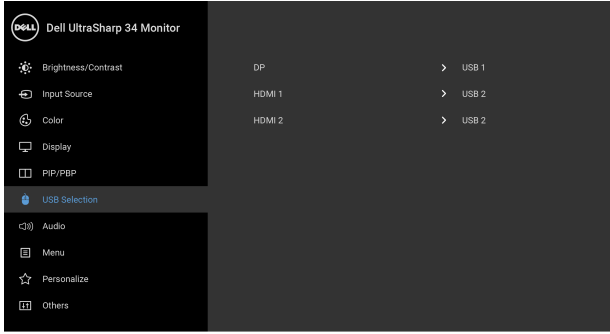 DELL Dell UltraSharp 34 Monitor
Brightness/Contrast
DP > USB 1
Input Source
HDMI 1 > USB 2
Color
HDMI 2 > USB 2
Display
PIP/PBP
USB Selection
Audio
Menu
Personalize
Others